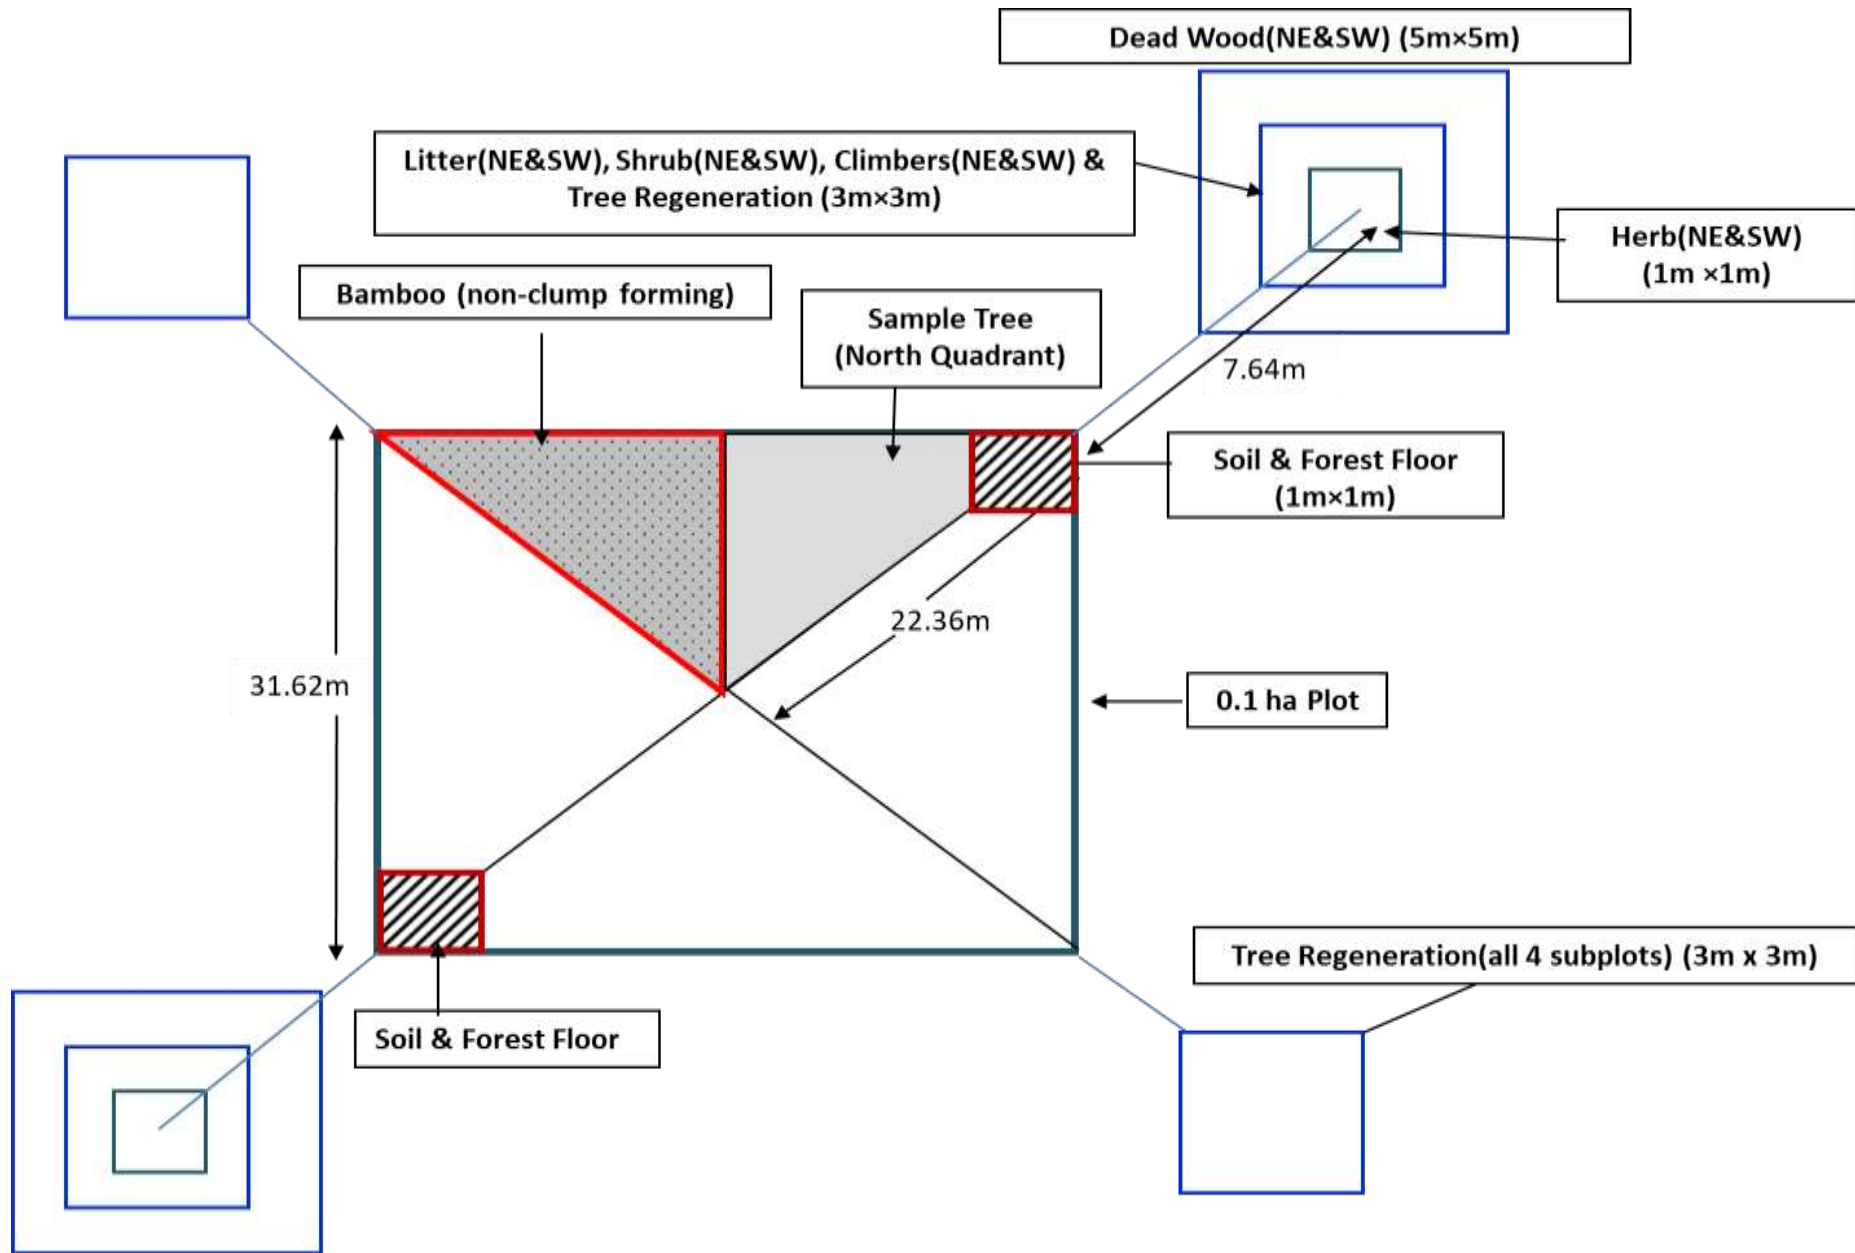 Dead Wood(NE&SW) (5m×5m)
Litter(NE&SW), Shrub(NE&SW), Climbers(NE&SW) &
Tree Regeneration (3m×3m)
Herb(NE&SW)
(1m ×1m)
Bamboo (non-clump forming)
Sample Tree
(North Quadrant)
7.64m
Soil & Forest Floor
(1m×1m)
22.36m
31.62m
0.1 ha Plot
Tree Regeneration(all 4 subplots) (3m x 3m)
Soil & Forest Floor